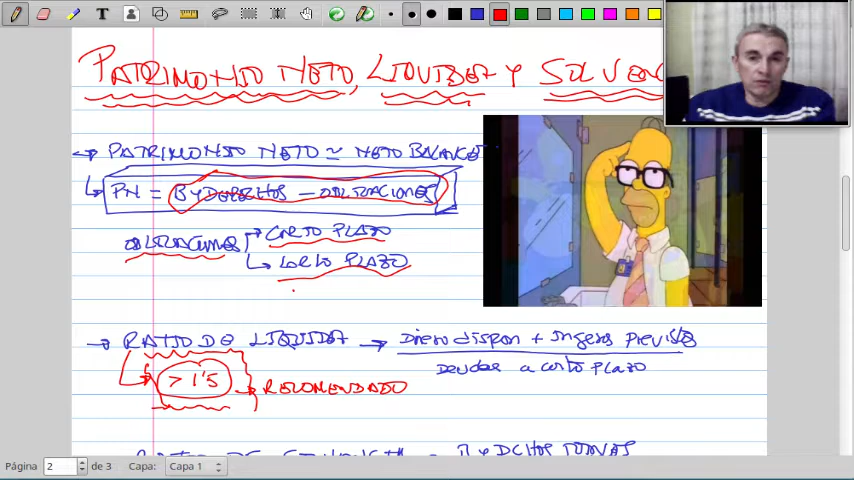 PATRIMONIO NETO, LIQUIDEZ Y SOLVENC
→ PATRIMONIO NETO ≃ NETO BALANCE
PN = BYDERECHOS - OBLIGACIONES
OBLIGACIONES
CORTO PLAZO
LARGO PLAZO
→ RATIO DE LIQUIDEZ → Dinero dispon + Ingresos previstos
Deudas a corto Plazo
> 1'5 → RECOMENDADO
Página 2 de 3 Capa: Capa 1